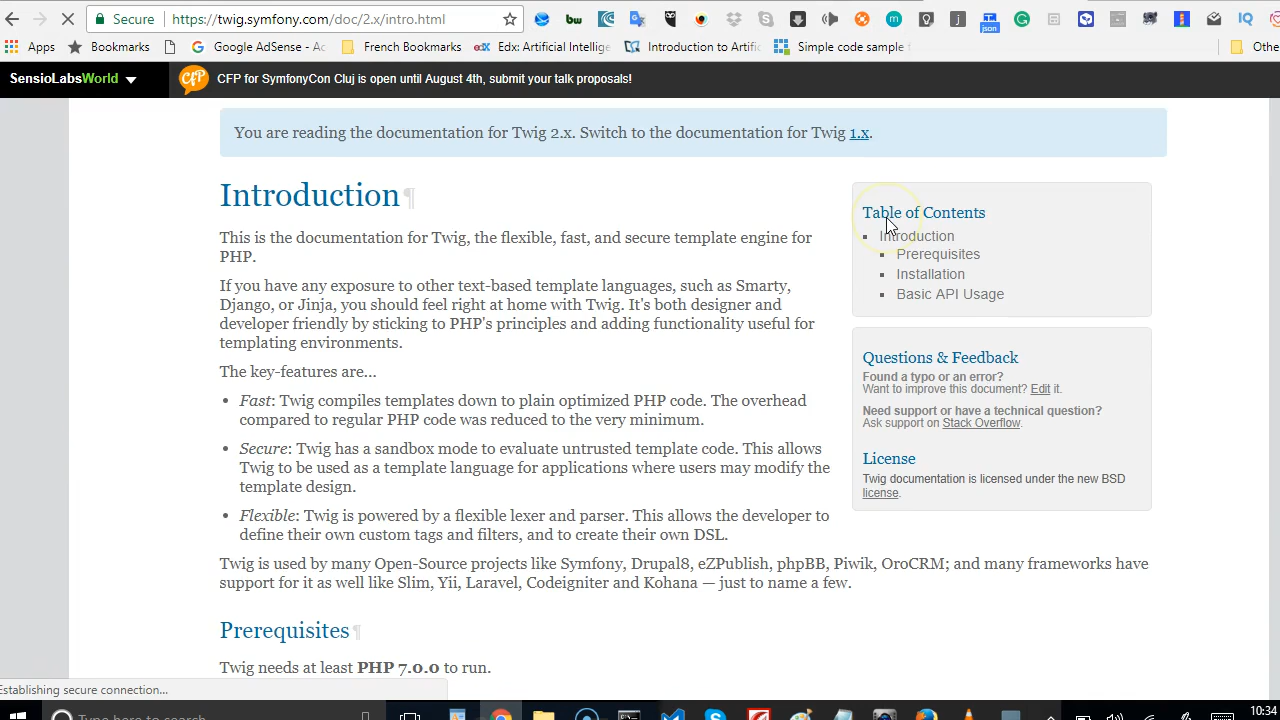 Secure https://twig.symfony.com/doc/2.x/intro.html
Apps Bookmarks Google AdSense - Ac French Bookmarks edX Edx: Artificial Intellige Introduction to Artific Simple code sample Othe
SensioLabsWorld CFP CFP for SymfonyCon Cluj is open until August 4th, submit your talk proposals!
You are reading the documentation for Twig 2.x. Switch to the documentation for Twig 1.x.
Introduction¶
This is the documentation for Twig, the flexible, fast, and secure template engine for
PHP.
If you have any exposure to other text-based template languages, such as Smarty,
Django, or Jinja, you should feel right at home with Twig. It's both designer and
developer friendly by sticking to PHP's principles and adding functionality useful for
templating environments.
The key-features are...
• Fast: Twig compiles templates down to plain optimized PHP code. The overhead
compared to regular PHP code was reduced to the very minimum.
• Secure: Twig has a sandbox mode to evaluate untrusted template code. This allows
Twig to be used as a template language for applications where users may modify the
template design.
• Flexible: Twig is powered by a flexible lexer and parser. This allows the developer to
define their own custom tags and filters, and to create their own DSL.
Twig is used by many Open-Source projects like Symfony, Drupal8, eZPublish, phpBB, Piwik, OroCRM; and many frameworks have
support for it as well like Slim, Yii, Laravel, Codeigniter and Kohana — just to name a few.
Prerequisites¶
Twig needs at least PHP 7.0.0 to run.
Table of Contents
Introduction
Prerequisites
Installation
Basic API Usage
Questions & Feedback
Found a typo or an error?
Want to improve this document? Edit it.
Need support or have a technical question?
Ask support on Stack Overflow.
License
Twig documentation is licensed under the new BSD
license.
Establishing secure connection...
Type here to search
10:34